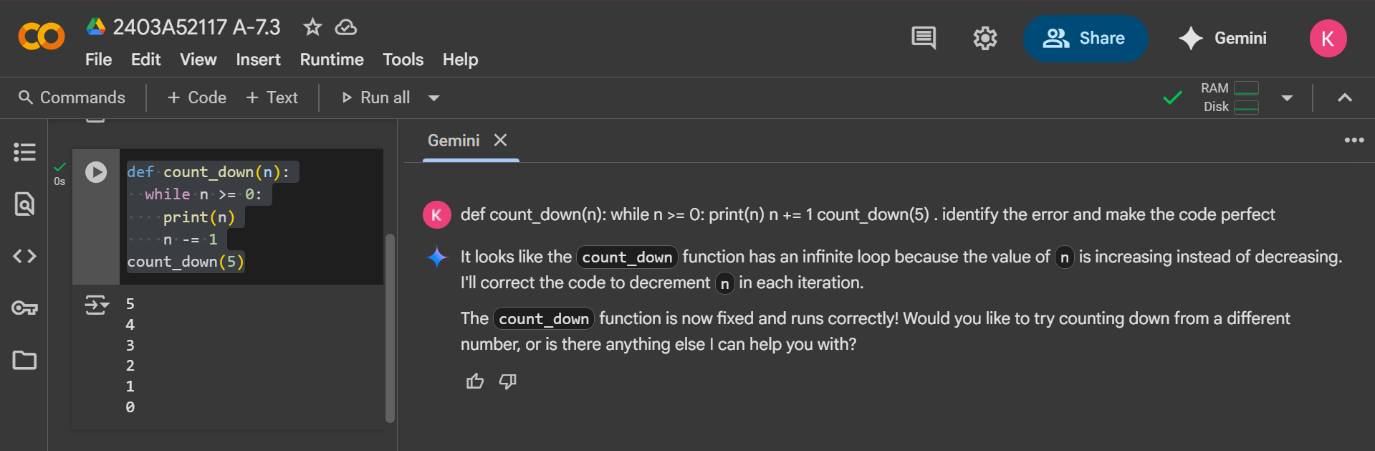 2403A52117 A-7.3
File Edit View Insert Runtime Tools Help
Share
Gemini
K
Commands + Code + Text Run all
RAM
Disk
0s
def count_down(n):
while n >= 0:
print(n)
n -= 1
count_down(5)
5
4
3
2
1
0
Gemini
K
def count_down(n): while n >= 0: print(n) n += 1 count_down(5) . identify the error and make the code perfect
It looks like the count_down function has an infinite loop because the value of n is increasing instead of decreasing.
I'll correct the code to decrement n in each iteration.
The count_down function is now fixed and runs correctly! Would you like to try counting down from a different
number, or is there anything else I can help you with?